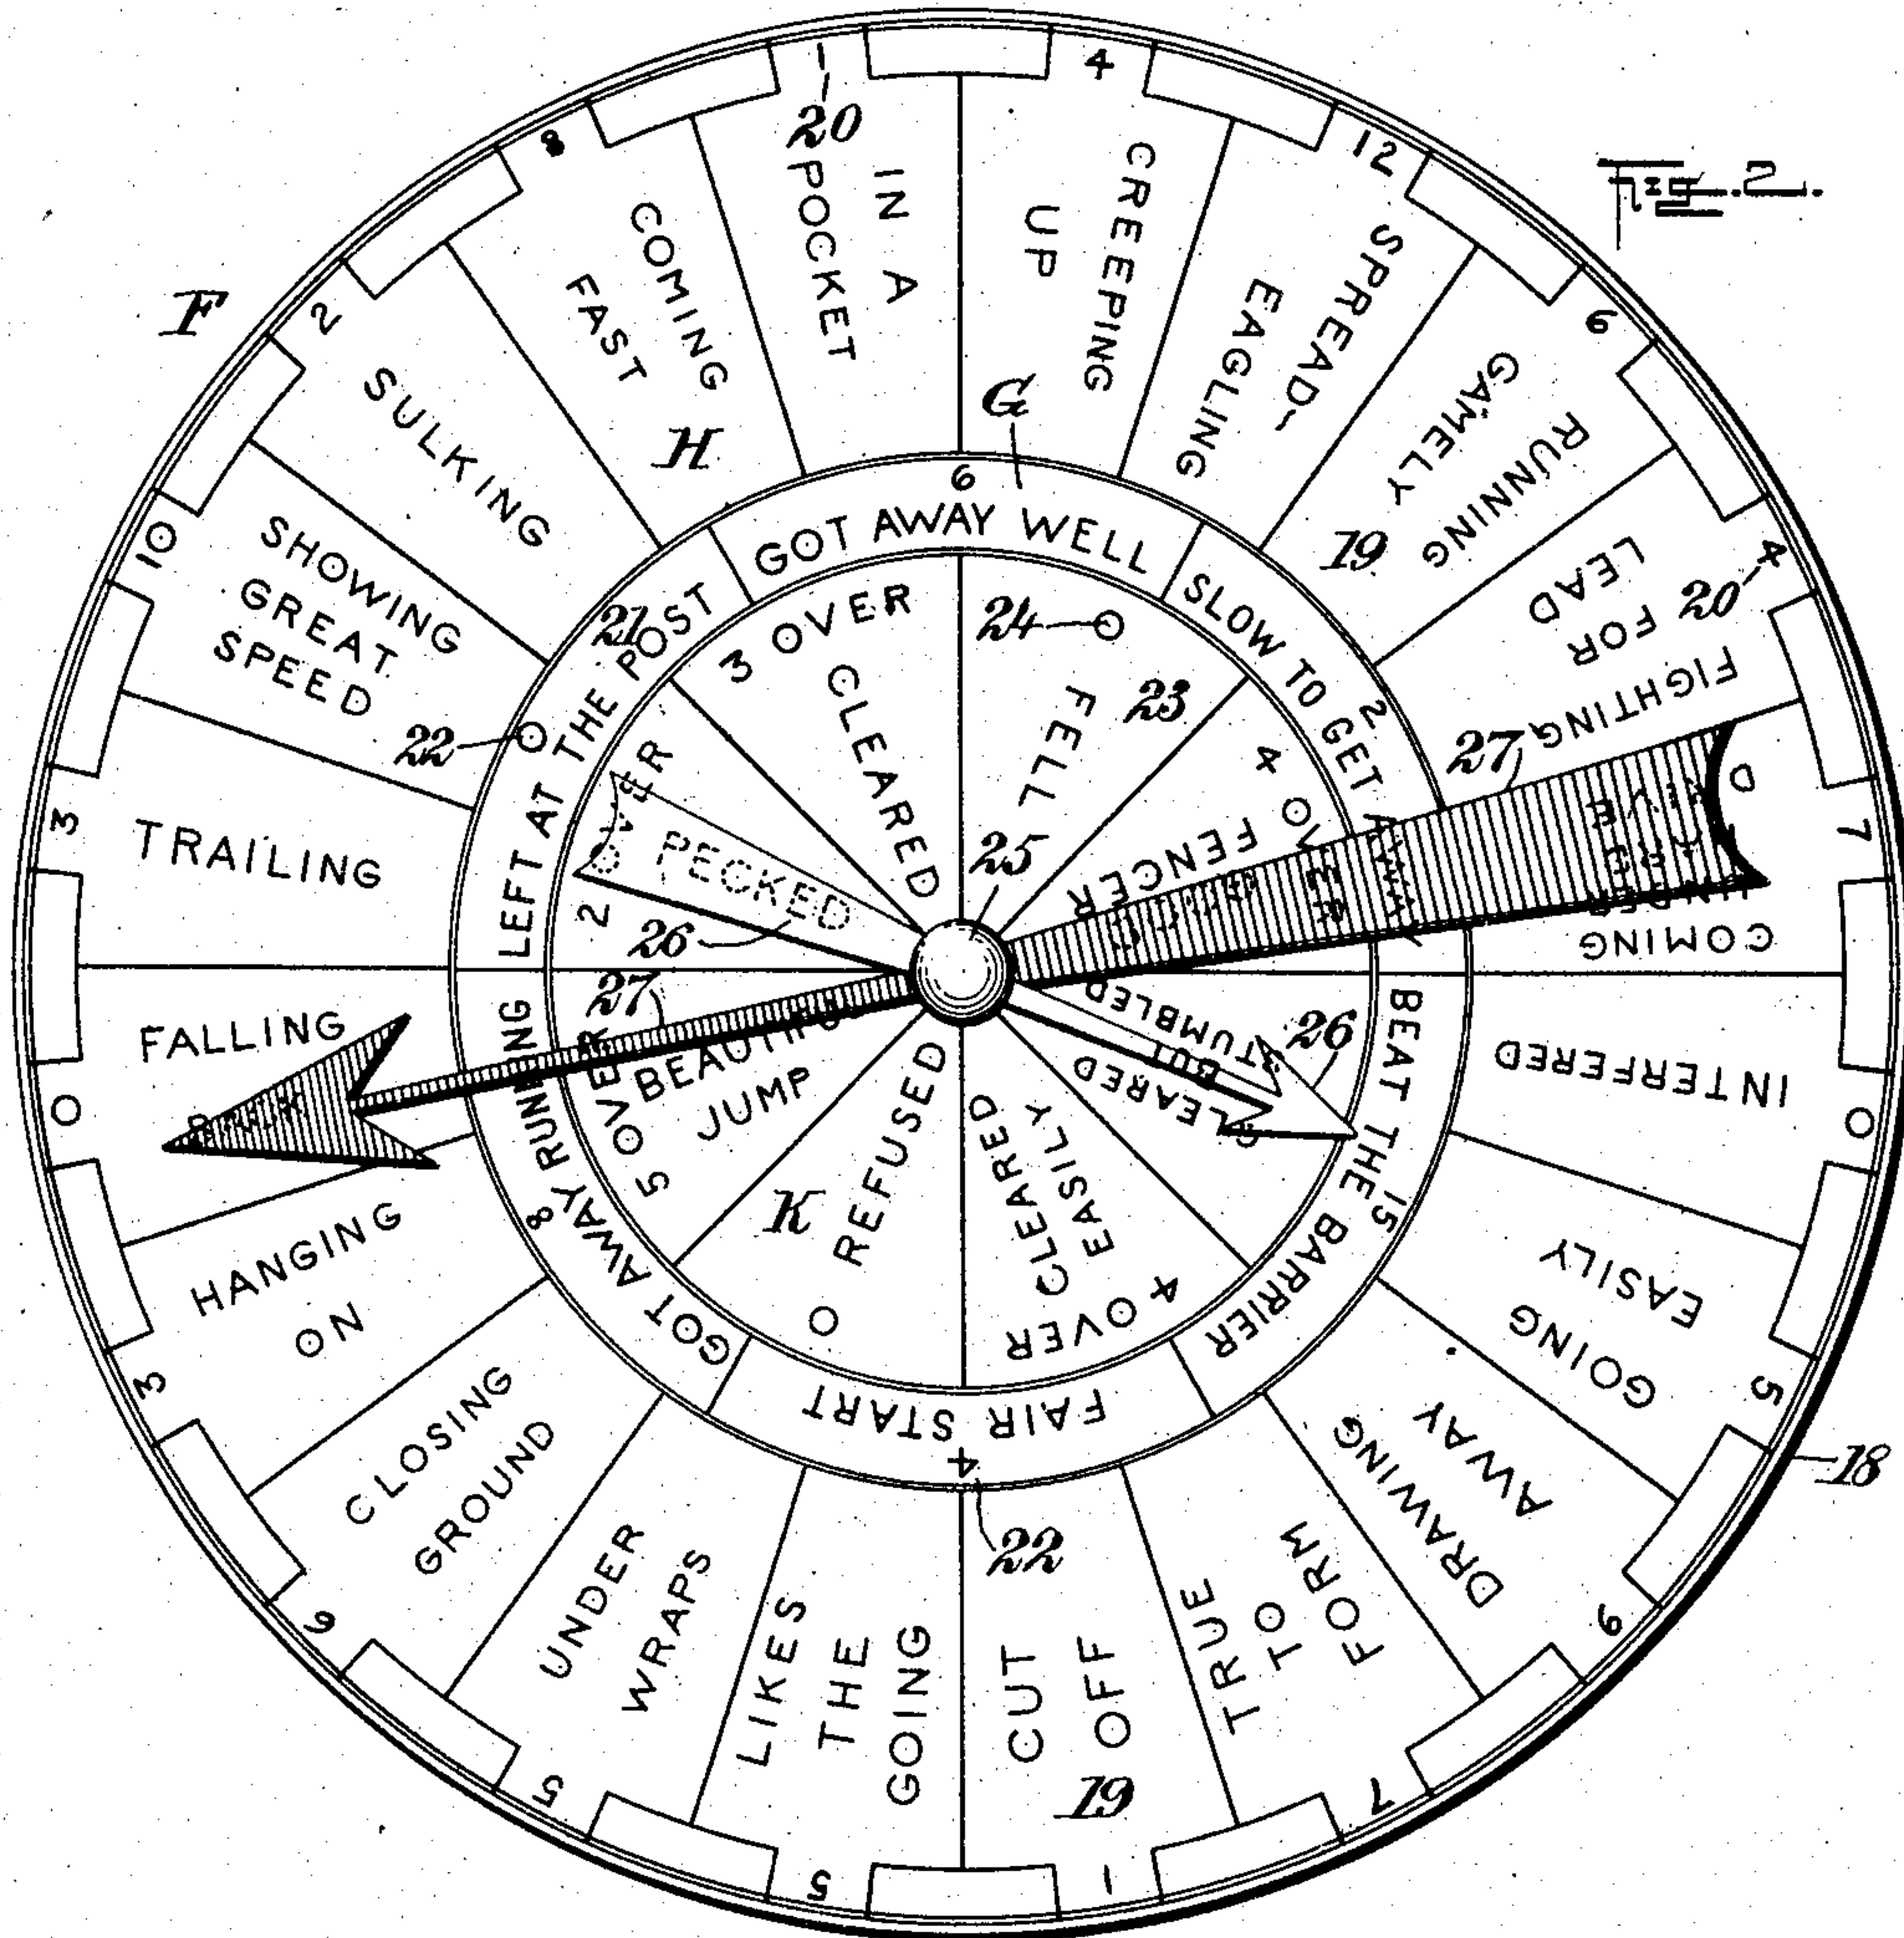 Fig. 2.
F
18
19
19
20
20
4
CREEPING
UP
12
SPREAD-
EAGLING
6
RUNNING
GAMELY
4
FIGHTING
FOR
LEAD
7
COMING
UNDER
0
INTERFERED
5
GOING
EASILY
9
DRAWING
AWAY
7
TRUE
TO
FORM
1
CUT
OFF
5
LIKES
THE
GOING
5
UNDER
WRAPS
6
CLOSING
GROUND
3
HANGING
ON
0
FALLING
3
TRAILING
10
SHOWING
GREAT
SPEED
2
SULKING
8
COMING
FAST
H
1
IN A
POCKET
G
6
GOT AWAY WELL
2
SLOW TO GET AWAY
15
BEAT THE BARRIER
4
FAIR START
22
8
GOT AWAY RUNNING
0
LEFT AT THE POST
21
22
3 OVER
CLEARED
24
0
FELL
23
4 OVER
FENCER
STUMBLED
BUT
CLEARED
4 OVER
CLEARED
EASILY
0
REFUSED
K
5 OVER
BEAUTIFUL
JUMP
2 OVER
PECKED
25
26
26
27
27